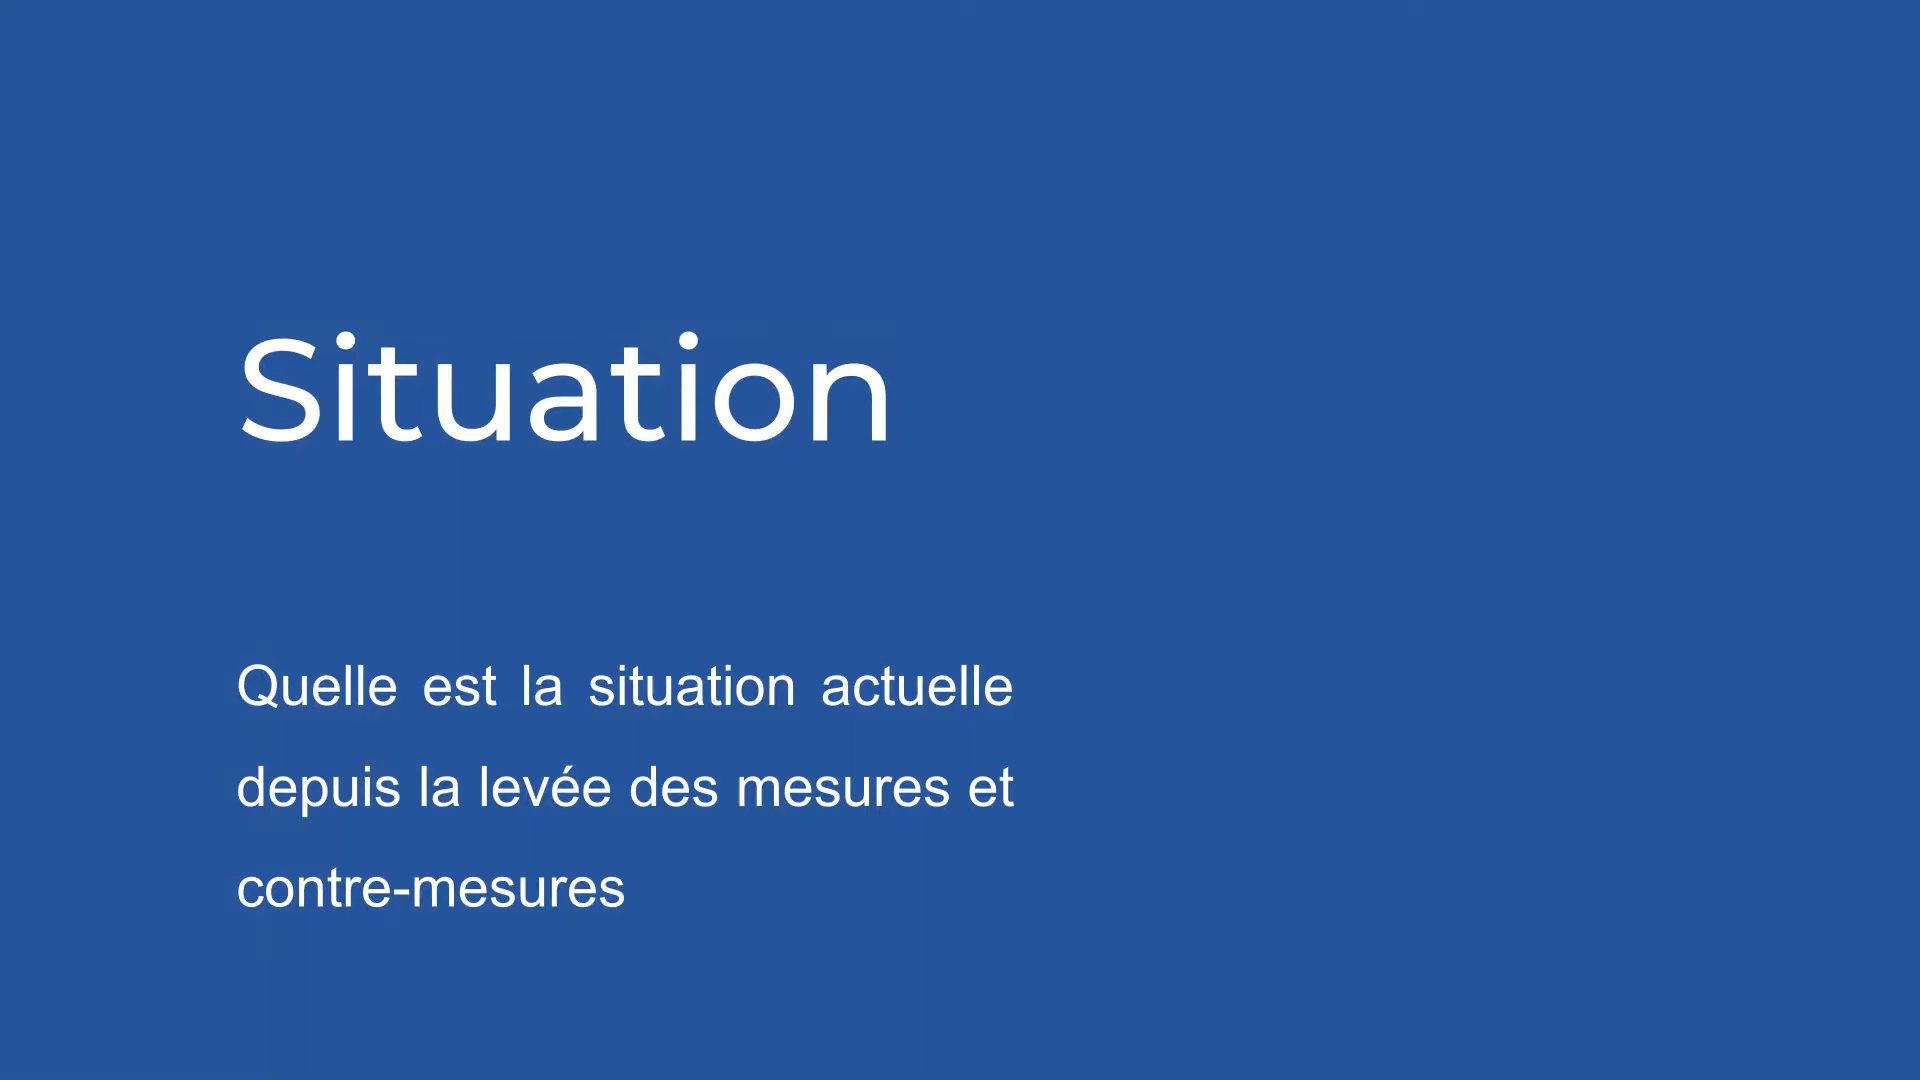 Situation
Quelle est la situation actuelle
depuis la levée des mesures et
contre-mesures